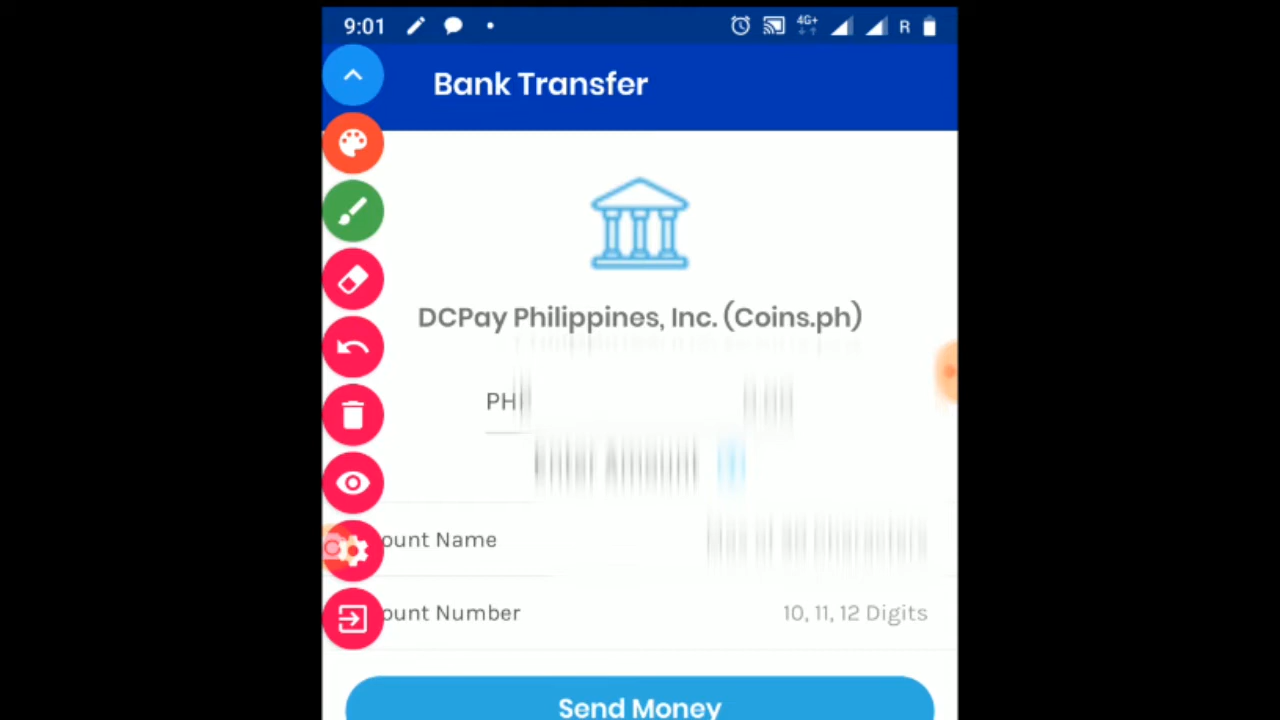 9:01
4G+
R
Bank Transfer
DCPay Philippines, Inc. (Coins.ph)
PH
ount Name
ount Number
10, 11, 12 Digits
Send Money